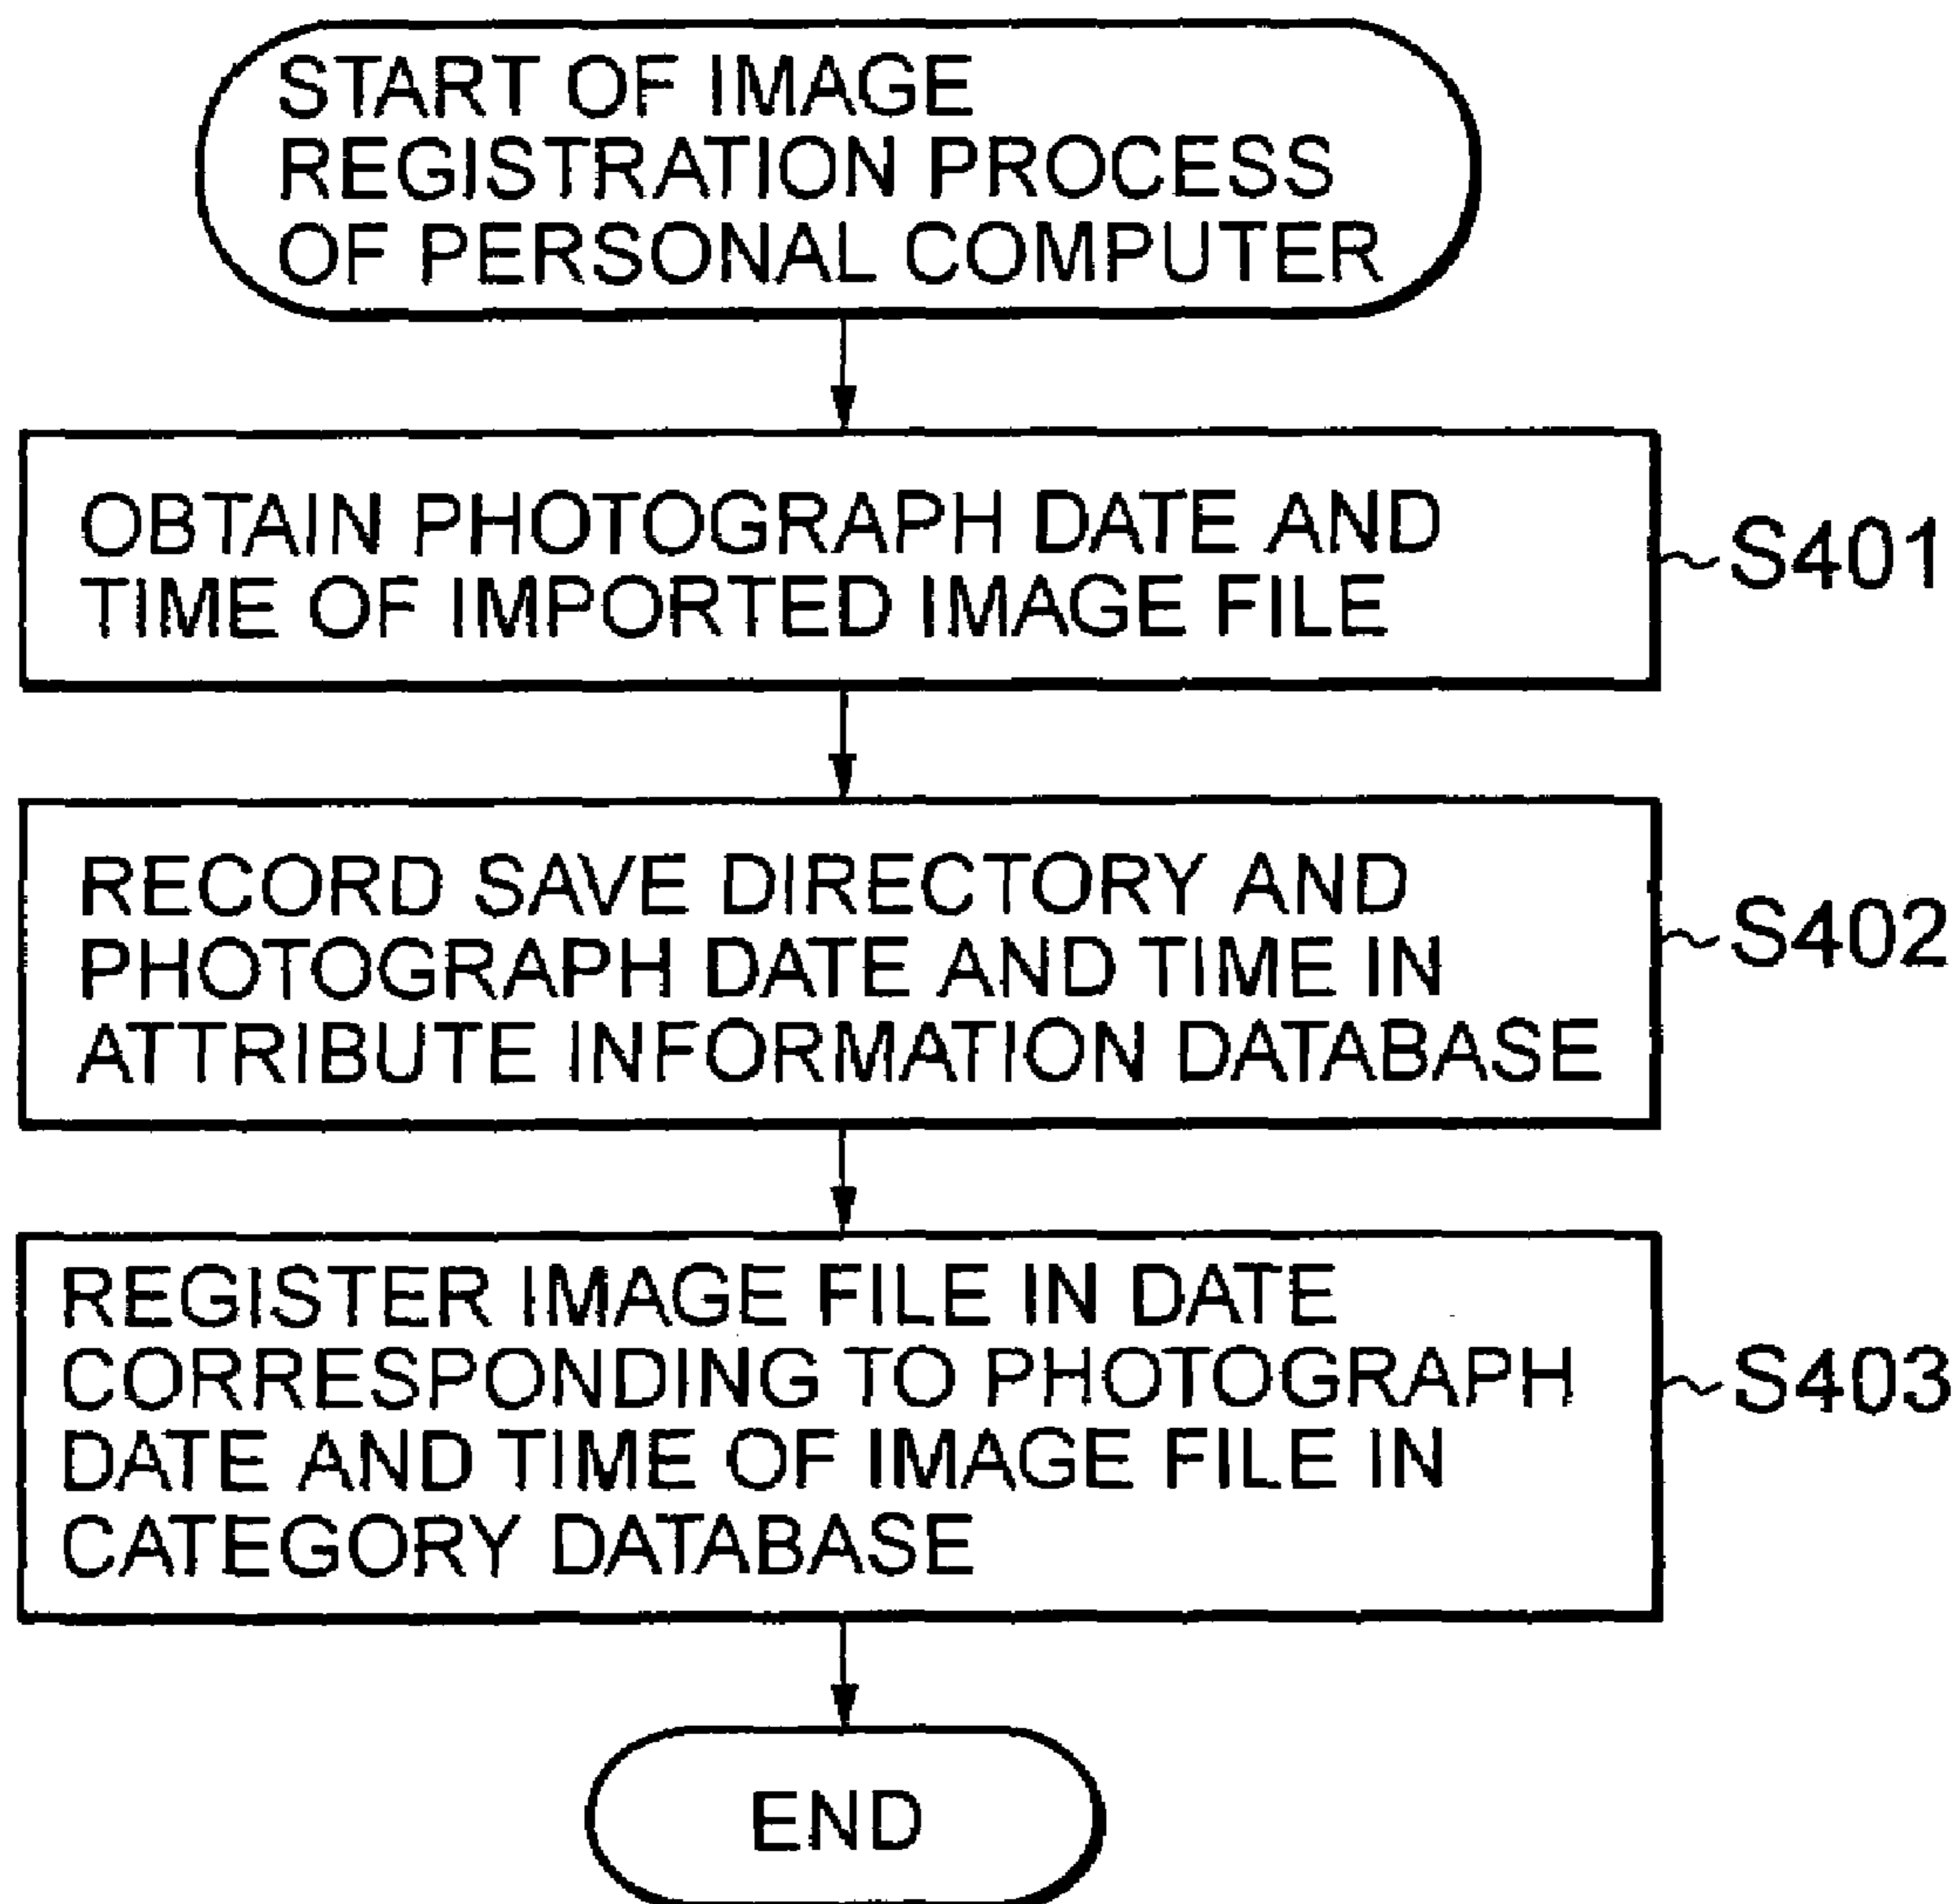 START OF IMAGE
REGISTRATION PROCESS
OF PERSONAL COMPUTER
OBTAIN PHOTOGRAPH DATE AND
TIME OF IMPORTED IMAGE FILE
S401
RECORD SAVE DIRECTORY AND
PHOTOGRAPH DATE AND TIME IN
ATTRIBUTE INFORMATION DATABASE
S402
REGISTER IMAGE FILE IN DATE
CORRESPONDING TO PHOTOGRAPH
DATE AND TIME OF IMAGE FILE IN
CATEGORY DATABASE
S403
END